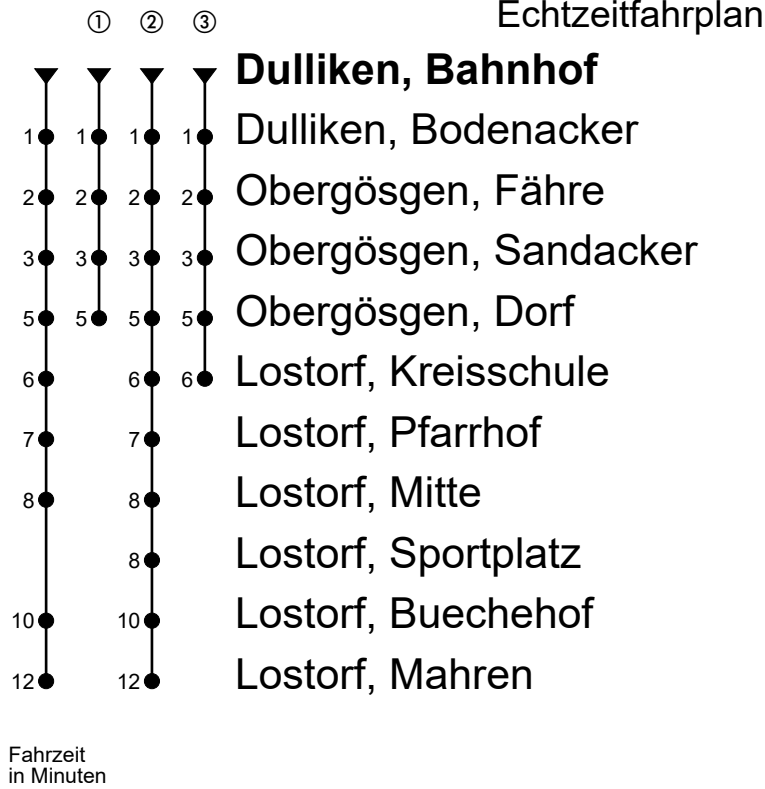 ① ② ③ Echtzeitfahrplan
Dulliken, Bahnhof
1 1 1 1 Dulliken, Bodenacker
2 2 2 2 Obergösgen, Fähre
3 3 3 3 Obergösgen, Sandacker
5 5 5 5 Obergösgen, Dorf
6 6 6 Lostorf, Kreisschule
7 7 Lostorf, Pfarrhof
8 8 Lostorf, Mitte
8 Lostorf, Sportplatz
10 10 Lostorf, Buechehof
12 12 Lostorf, Mahren
Fahrzeit
in Minuten